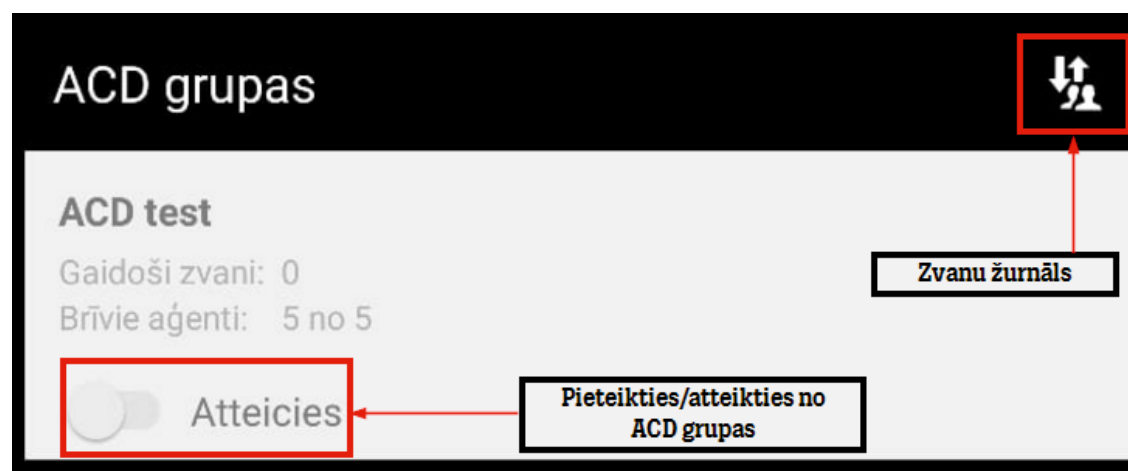 ACD grupas
ACD test
Gaidoši zvani: 0
Brīvie aģenti: 5 no 5
Zvanu žurnāls
Atteicies
Pieteikties/atteikties no
ACD grupas